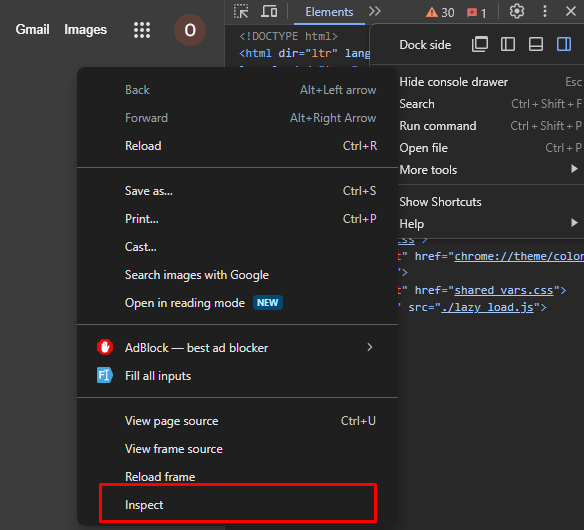 Gmail Images O
Elements 30 1
<!DOCTYPE html>
<html dir="ltr" lang
Dock side
Hide console drawer Esc
Search Ctrl + Shift + F
Run command Ctrl + Shift + P
Open file Ctrl + P
More tools
Show Shortcuts
Help
Back Alt+Left arrow
Forward Alt+Right Arrow
Reload Ctrl+R
Save as... Ctrl+S
Print... Ctrl+P
Cast...
Search images with Google
Open in reading mode NEW
AdBlock — best ad blocker
Fill all inputs
View page source Ctrl+U
View frame source
Reload frame
Inspect
css">
t" href="chrome://theme/color
">
t" href="shared_vars.css">
" src="./lazy_load.js">